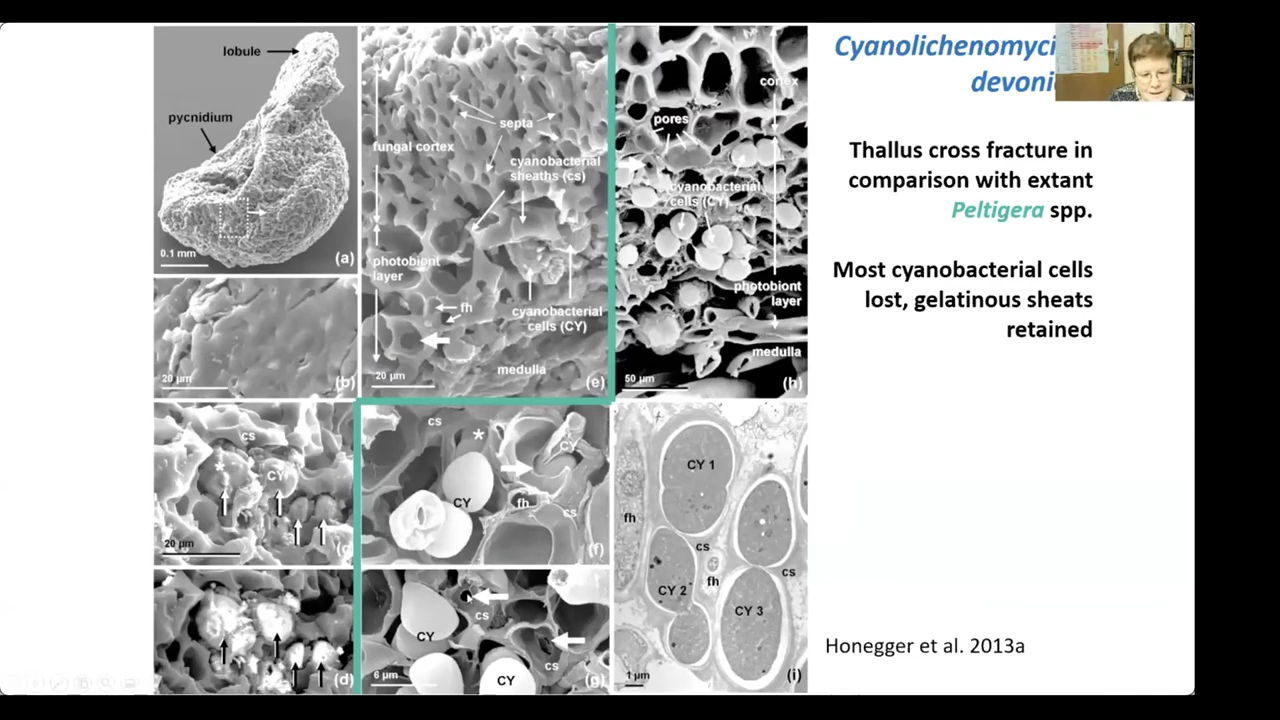 lobule
pycnidium
0.1 mm
(a)
20 µm
(b)
cs
*
CY
20 µm
(d)
septa
fungal cortex
cyanobacterial
sheaths (cs)
photobiont
layer
fh
cyanobacterial
cells (CY)
20 µm
medulla
(e)
cs
*
CY
CY
fh
cs
(f)
cs
CY
cs
CY
6 µm
(g)
cortex
pores
cyanobacterial
cells (CY)
photobiont
layer
medulla
50 µm
(h)
CY 1
fh
cs
CY 2
fh
cs
CY 3
1 µm
(i)
Cyanolichenomyci
devoni
Thallus cross fracture in
comparison with extant
Peltigera spp.
Most cyanobacterial cells
lost, gelatinous sheats
retained
Honegger et al. 2013a